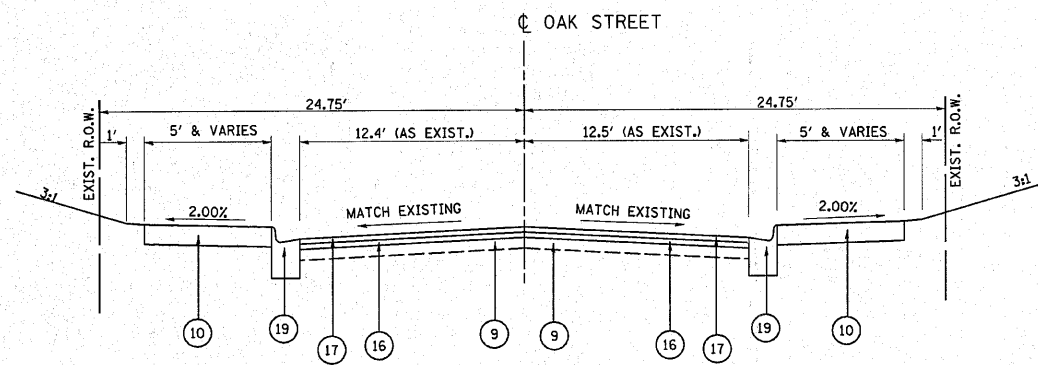 ℄ OAK STREET
24.75' 24.75'
EXIST. R.O.W. 1' 5' & VARIES 12.4' (AS EXIST.) 12.5' (AS EXIST.) 5' & VARIES 1' EXIST. R.O.W.
3:1 2.00% MATCH EXISTING MATCH EXISTING 2.00% 3:1
10 19 17 16 9 9 16 17 19 10